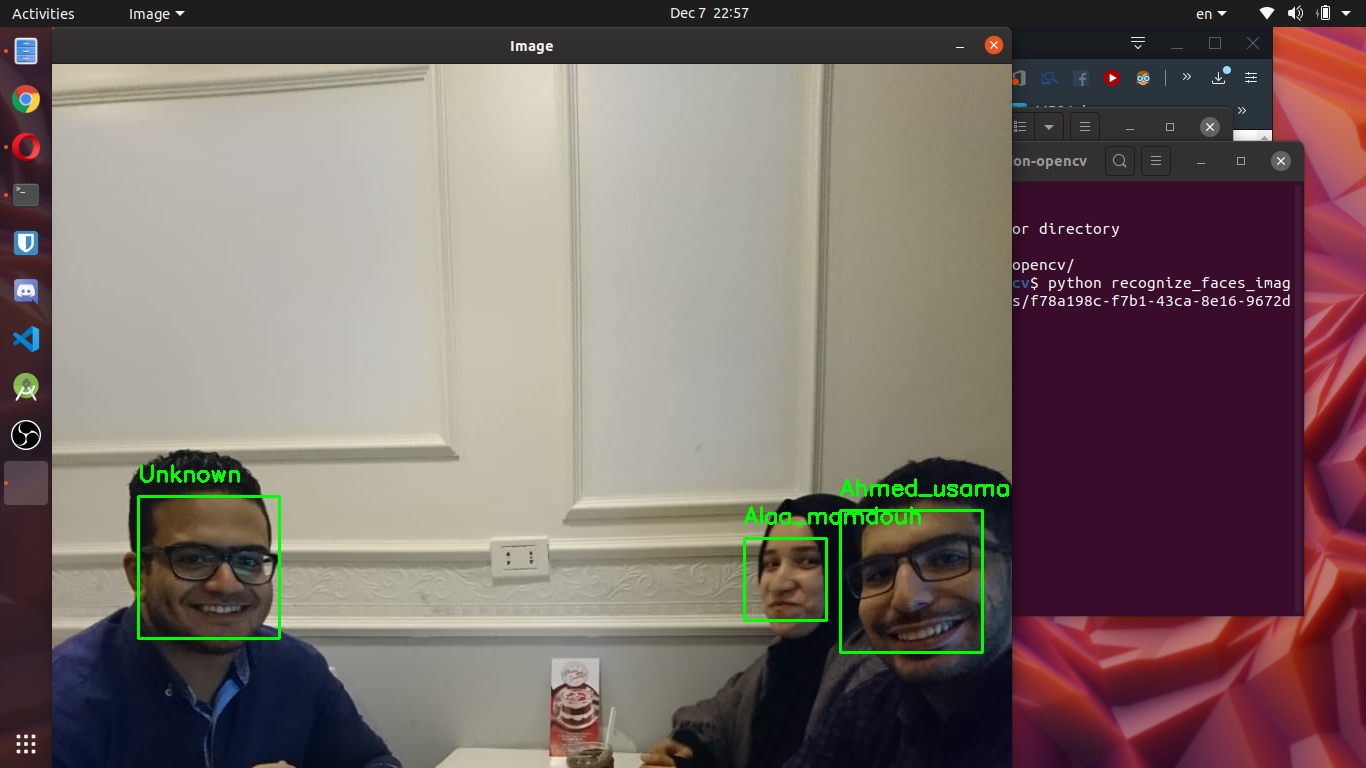 Activities
Image
Dec 7 22:57
en
Image
Unknown
Ahmed_usama
Alaa_mamdouh
on-opencv
or directory
opencv/
cv$ python recognize_faces_imag
s/f78a198c-f7b1-43ca-8e16-9672d